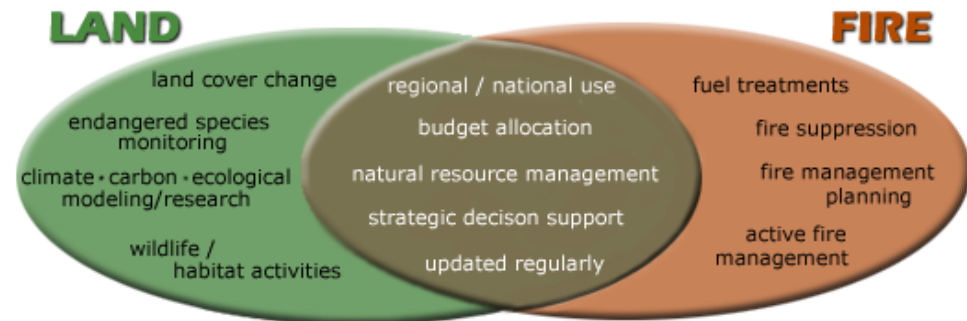 LAND
FIRE
land cover change
endangered species
monitoring
climate • carbon • ecological
modeling/research
wildlife /
habitat activities
regional / national use
budget allocation
natural resource management
strategic decison support
updated regularly
fuel treatments
fire suppression
fire management
planning
active fire
management